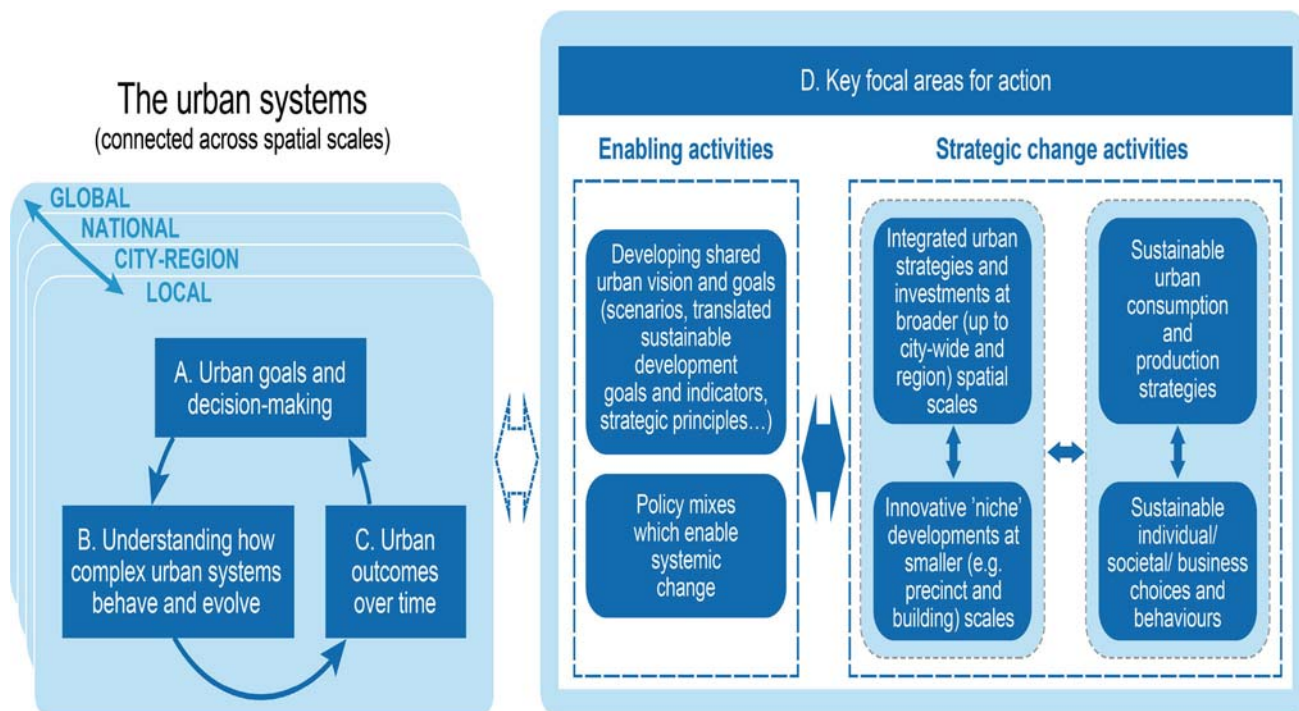 The urban systems
(connected across spatial scales)
GLOBAL
NATIONAL
CITY-REGION
LOCAL
A. Urban goals and
decision-making
B. Understanding how
complex urban systems
behave and evolve
C. Urban
outcomes
over time
D. Key focal areas for action
Enabling activities
Developing shared
urban vision and goals
(scenarios, translated
sustainable
development
goals and indicators,
strategic principles…)
Policy mixes
which enable
systemic
change
Strategic change activities
Integrated urban
strategies and
investments at
broader (up to
city-wide and
region) spatial
scales
Innovative 'niche'
developments at
smaller (e.g.
precinct and
building) scales
Sustainable
urban
consumption
and
production
strategies
Sustainable
individual/
societal/ business
choices and
behaviours